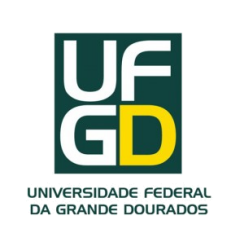 UF
GD
UNIVERSIDADE FEDERAL
DA GRANDE DOURADOS